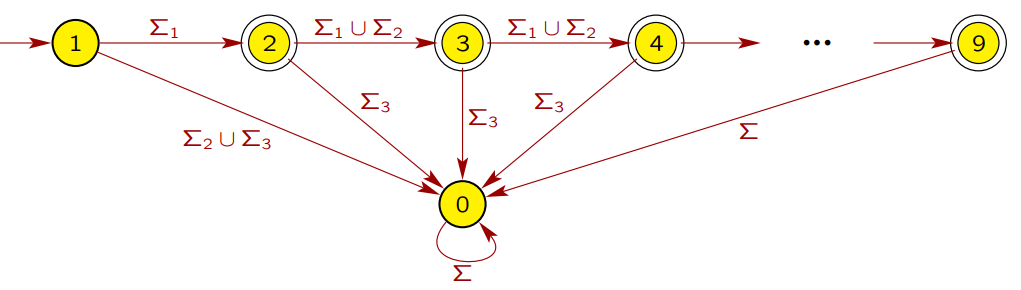 Σ₁ Σ₁ ∪ Σ₂ Σ₁ ∪ Σ₂
1 2 3 4 ••• 9
Σ₃ Σ₃ Σ₃
Σ₂ ∪ Σ₃ Σ
0
Σ